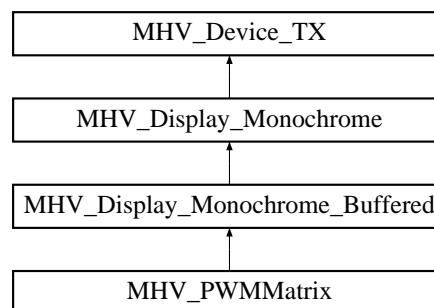 MHV_Device_TX
MHV_Display_Monochrome
MHV_Display_Monochrome_Buffered
MHV_PWMMatrix